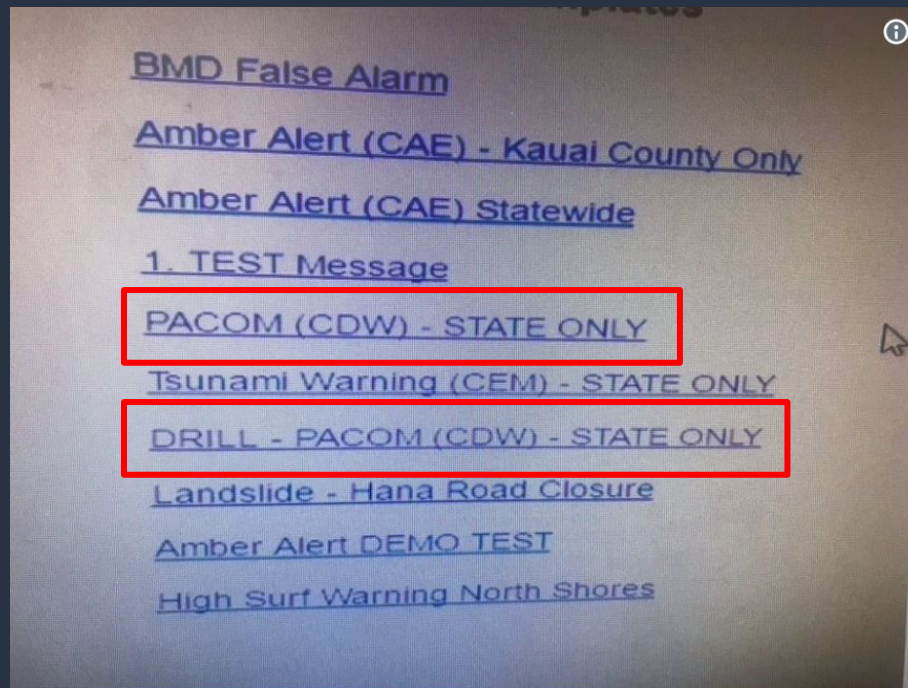 BMD False Alarm
Amber Alert (CAE) - Kauai County Only
Amber Alert (CAE) Statewide
1. TEST Message
PACOM (CDW) - STATE ONLY
Tsunami Warning (CEM) - STATE ONLY
DRILL - PACOM (CDW) - STATE ONLY
Landslide - Hana Road Closure
Amber Alert DEMO TEST
High Surf Warning North Shores